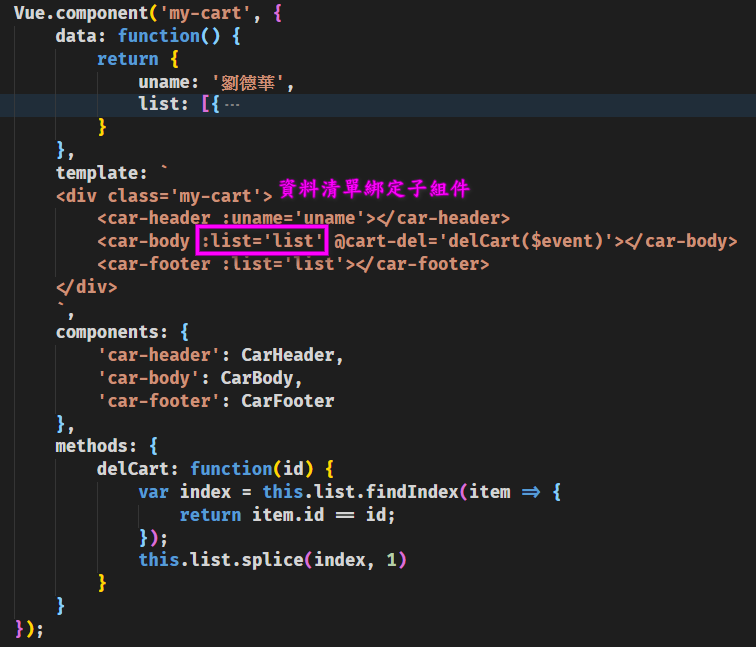 Vue.component('my-cart', {
    data: function() {
        return {
            uname: '劉德華',
            list: [{ ...
        }
    },
    template: `
    <div class='my-cart'> 資料清單綁定子組件
        <car-header :uname='uname'></car-header>
        <car-body :list='list' @cart-del='delCart($event)'></car-body>
        <car-footer :list='list'></car-footer>
    </div>
    `,
    components: {
        'car-header': CarHeader,
        'car-body': CarBody,
        'car-footer': CarFooter
    },
    methods: {
        delCart: function(id) {
            var index = this.list.findIndex(item => {
                return item.id == id;
            });
            this.list.splice(index, 1)
        }
    }
});